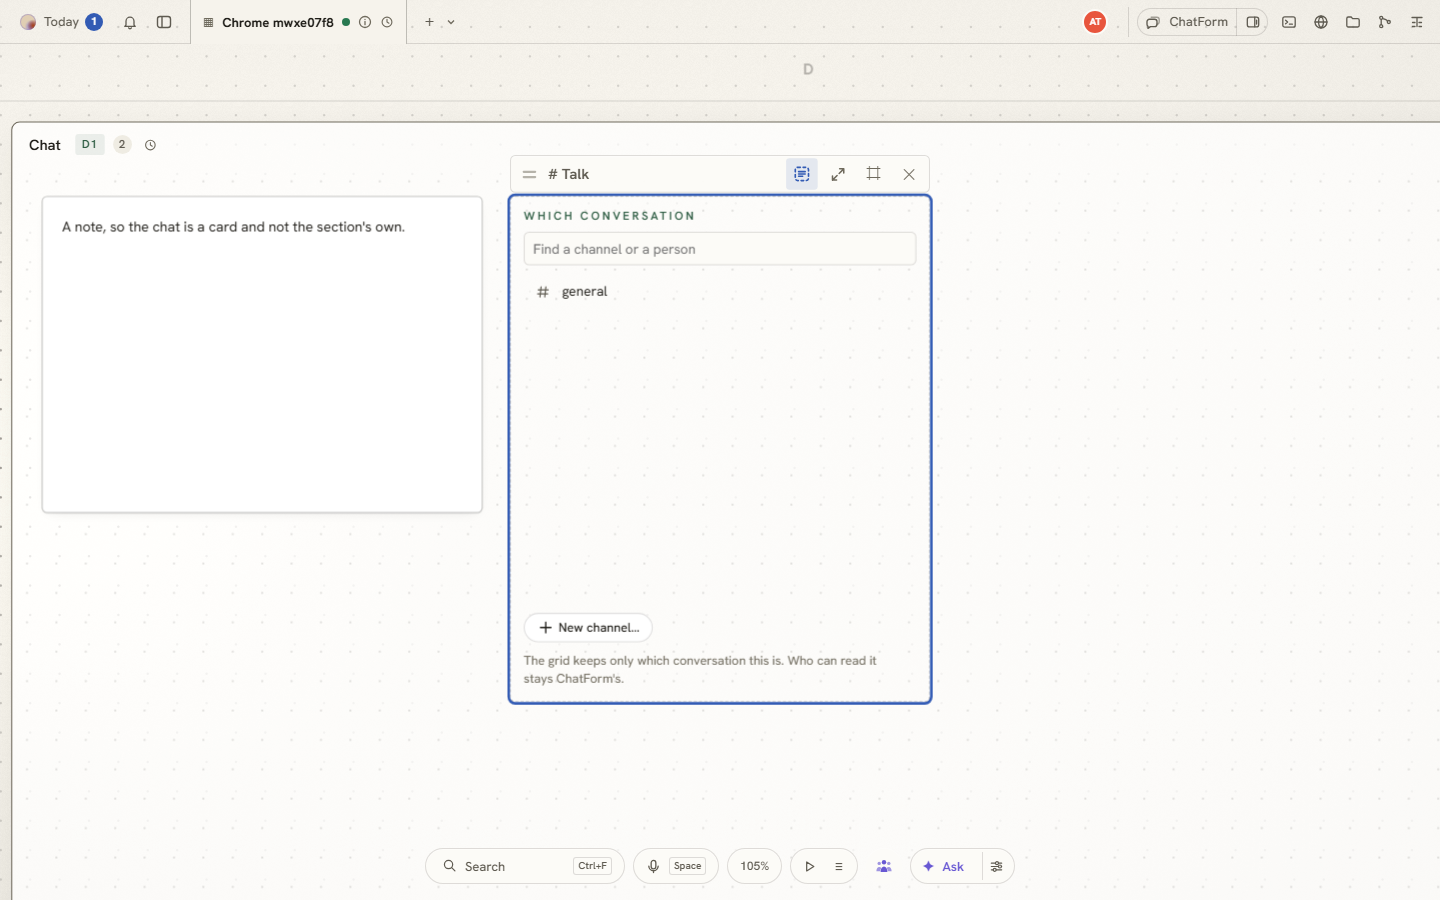 Today 1
Chrome mwxe07f8
AT
ChatForm
D
Chat D1 2
# Talk
A note, so the chat is a card and not the section's own.
WHICH CONVERSATION
Find a channel or a person
# general
+ New channel...
The grid keeps only which conversation this is. Who can read it
stays ChatForm's.
Search Ctrl+F Space 105% Ask